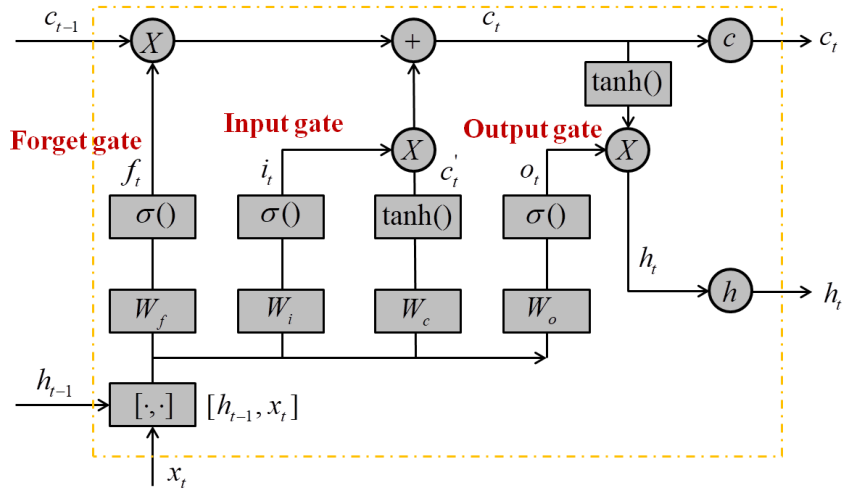 c_{t-1} X + c_t c c_t
tanh()
Forget gate Input gate Output gate
X X
f_t i_t c_t' o_t
σ() σ() tanh() σ()
h_t
W_f W_i W_c W_o
h h_t
h_{t-1}
[·,·] [h_{t-1}, x_t]
x_t